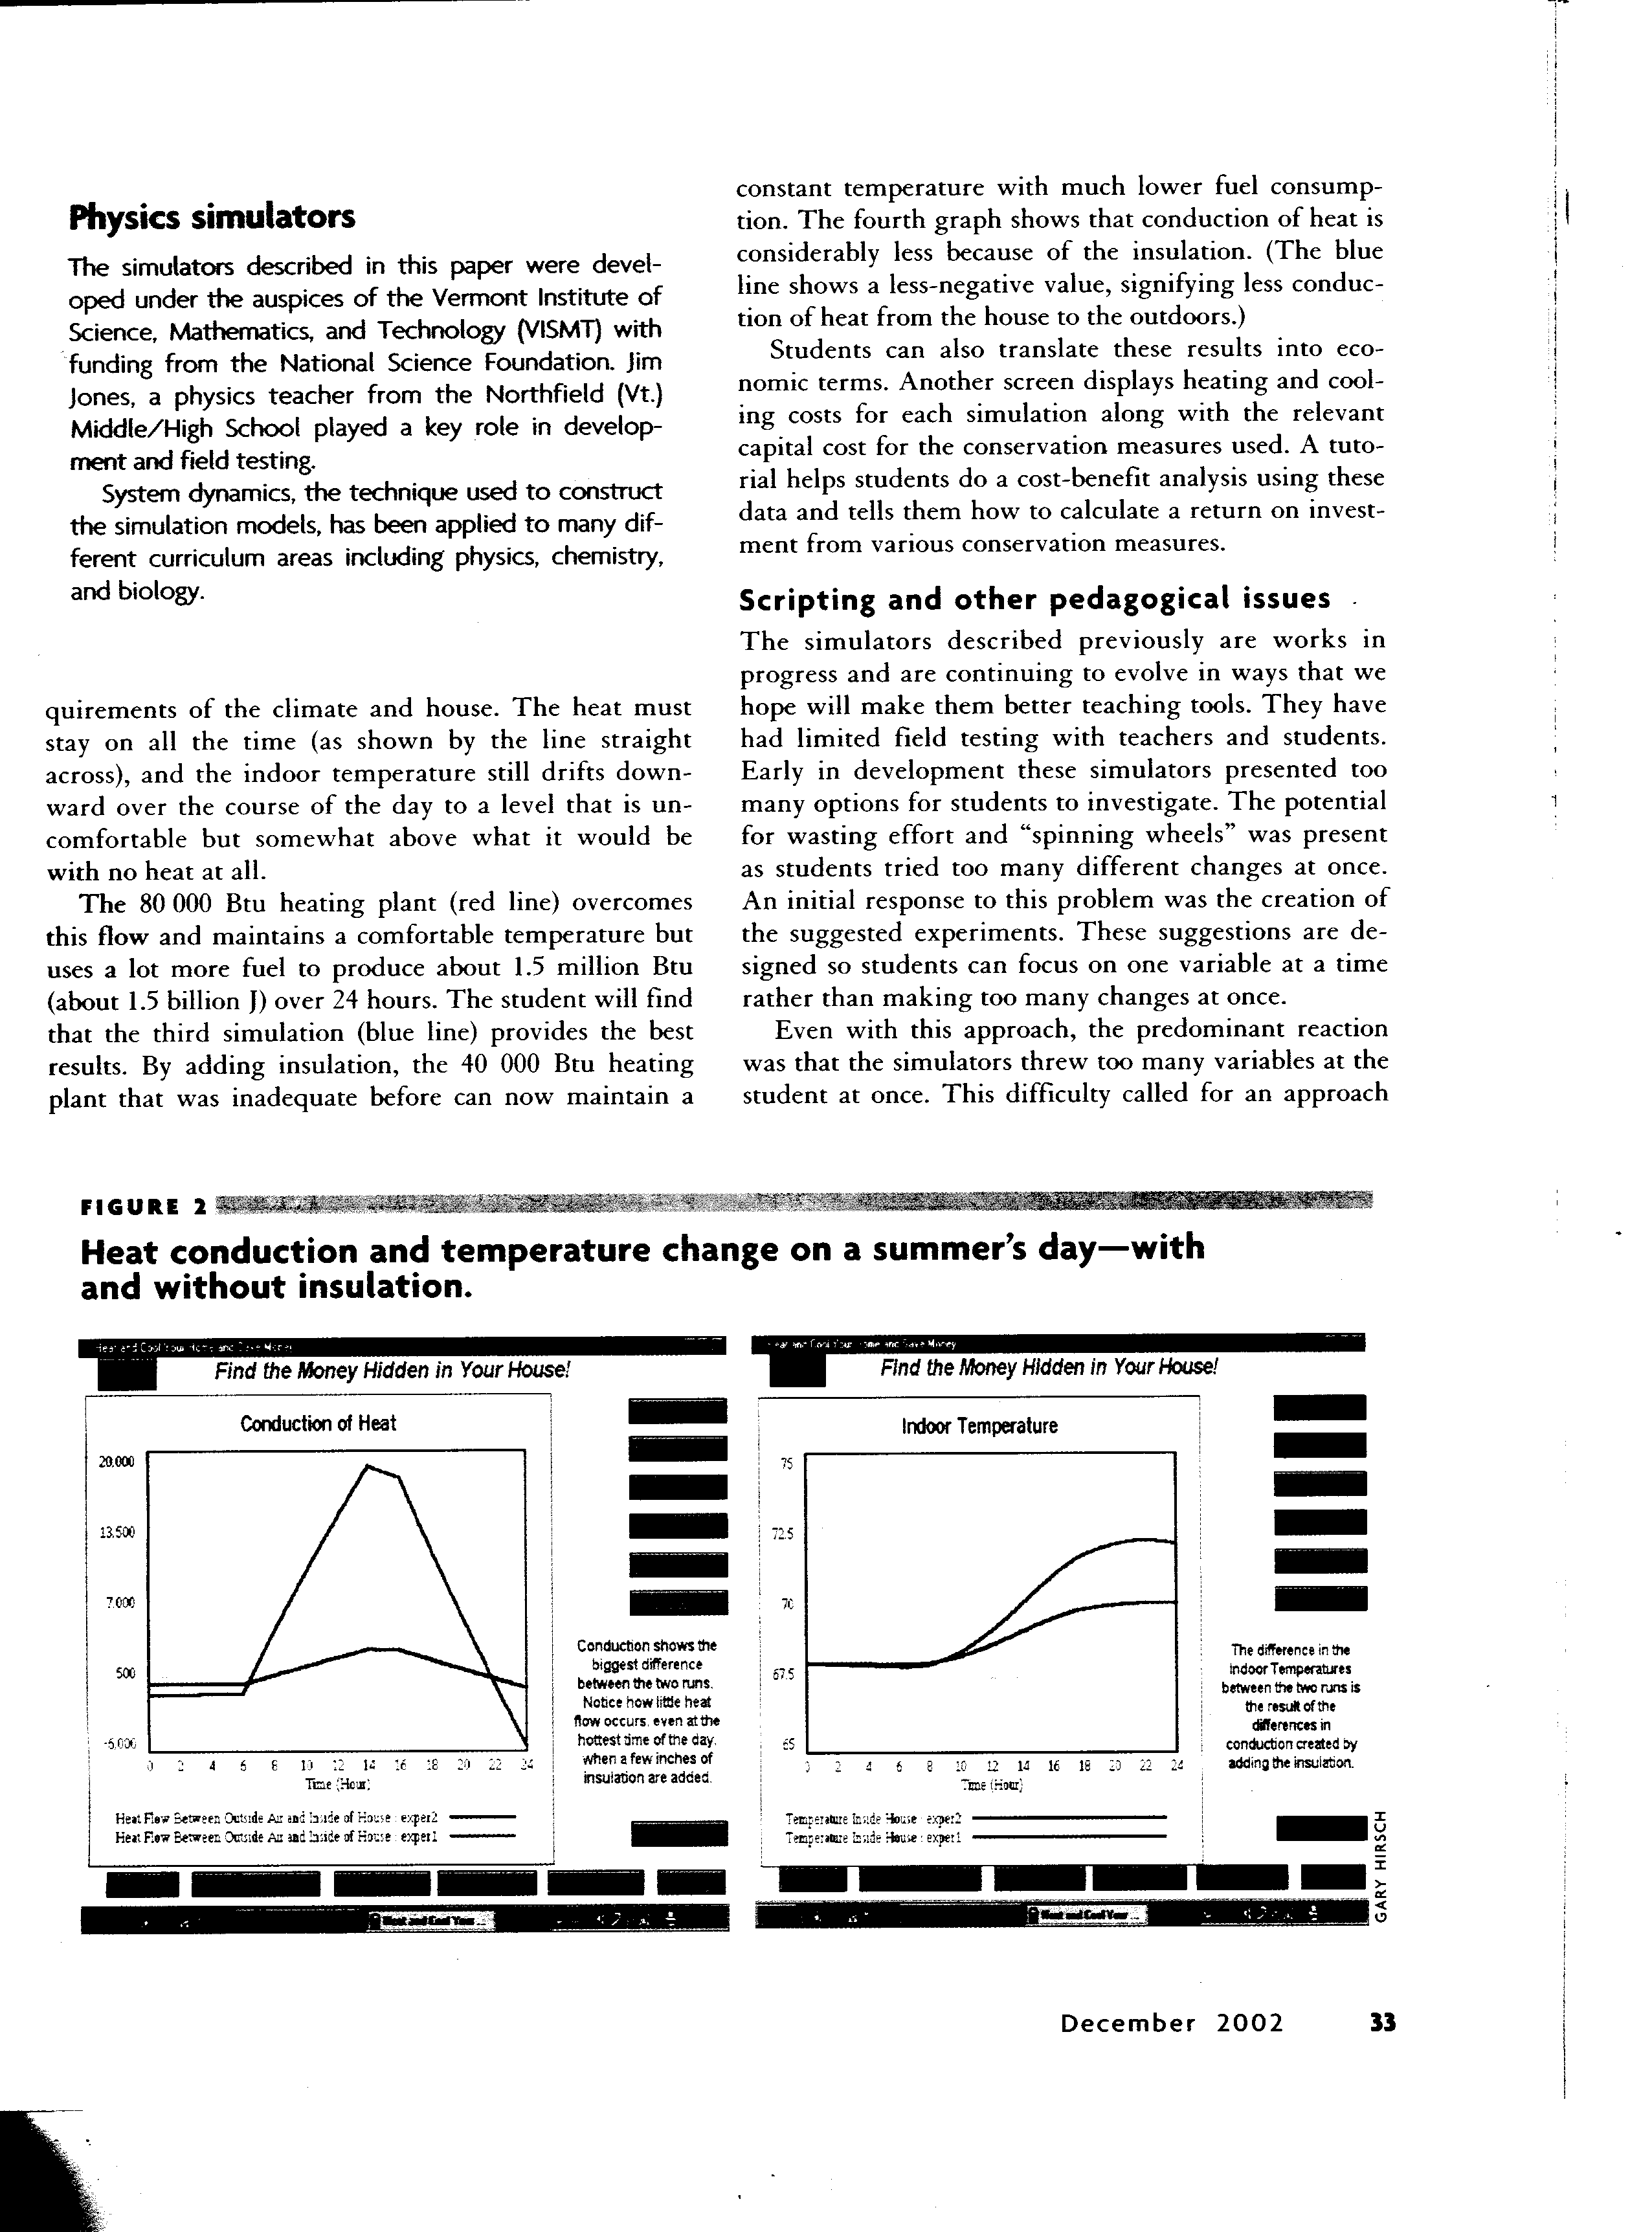 Physics simulators
The simulators described in this paper were devel-
oped under the auspices of the Vermont Institute of
Science, Mathematics, and Technology (VISMT) with
funding from the National Science Foundation. Jim
Jones, a physics teacher from the Northfield (Vt.)
Middle/High School played a key role in develop-
ment and field testing.
System dynamics, the technique used to construct
the simulation models, has been applied to many dif-
ferent curriculum areas including physics, chemistry,
and biology.
quirements of the climate and house. The heat must
stay on all the time (as shown by the line straight
across), and the indoor temperature still drifts down-
ward over the course of the day to a level that is un-
comfortable but somewhat above what it would be
with no heat at all.
The 80 000 Btu heating plant (red line) overcomes
this flow and maintains a comfortable temperature but
uses a lot more fuel to produce about 1.5 million Btu
(about 1.5 billion J) over 24 hours. The student will find
that the third simulation (blue line) provides the best
results. By adding insulation, the 40 000 Btu heating
plant that was inadequate before can now maintain a
constant temperature with much lower fuel consump-
tion. The fourth graph shows that conduction of heat is
considerably less because of the insulation. (The blue
line shows a less-negative value, signifying less conduc-
tion of heat from the house to the outdoors.)
Students can also translate these results into eco-
nomic terms. Another screen displays heating and cool-
ing costs for each simulation along with the relevant
capital cost for the conservation measures used. A tuto-
rial helps students do a cost-benefit analysis using these
data and tells them how to calculate a return on invest-
ment from various conservation measures.
Scripting and other pedagogical issues
The simulators described previously are works in
progress and are continuing to evolve in ways that we
hope will make them better teaching tools. They have
had limited field testing with teachers and students.
Early in development these simulators presented too
many options for students to investigate. The potential
for wasting effort and “spinning wheels” was present
as students tried too many different changes at once.
An initial response to this problem was the creation of
the suggested experiments. These suggestions are de-
signed so students can focus on one variable at a time
rather than making too many changes at once.
Even with this approach, the predominant reaction
was that the simulators threw too many variables at the
student at once. This difficulty called for an approach
FIGURE 2
Heat conduction and temperature change on a summer’s day—with
and without insulation.
Heat and Cool Your Home and Save Money
Find the Money Hidden in Your House!
Conduction of Heat
20,000
13,500
7,000
500
-6,000
0 2 4 6 8 10 12 14 16 18 20 22 24
Time (Hour)
Heat Flow Between Outside Air and Inside of House : exper2
Heat Flow Between Outside Air and Inside of House : exper1
Conduction shows the
biggest difference
between the two runs.
Notice how little heat
flow occurs, even at the
hottest time of the day,
when a few inches of
insulation are added.
Heat and Cool Your ...
Heat and Cool Your Home and Save Money
Find the Money Hidden in Your House!
Indoor Temperature
75
72.5
70
67.5
65
0 2 4 6 8 10 12 14 16 18 20 22 24
Time (Hour)
Temperature Inside House : exper2
Temperature Inside House : exper1
The difference in the
Indoor Temperatures
between the two runs is
the result of the
differences in
conduction created by
adding the insulation.
Heat and Cool Your ...
GARY HIRSCH
December 2002 33